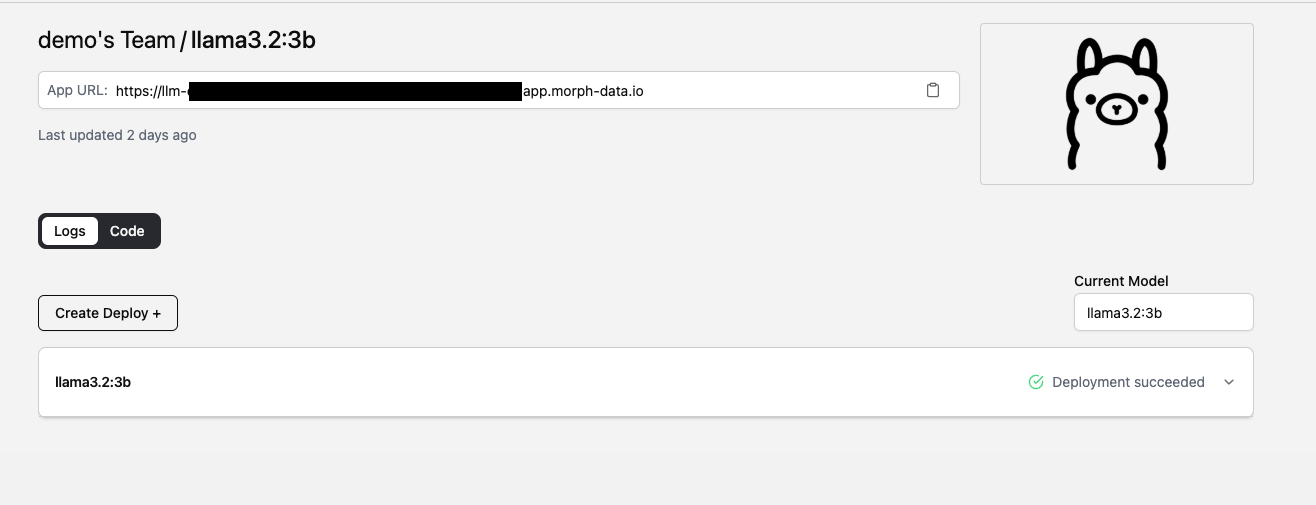 demo's Team / llama3.2:3b
App URL: https://llm- app.morph-data.io
Last updated 2 days ago
Logs Code
Current Model
Create Deploy +
llama3.2:3b
llama3.2:3b Deployment succeeded